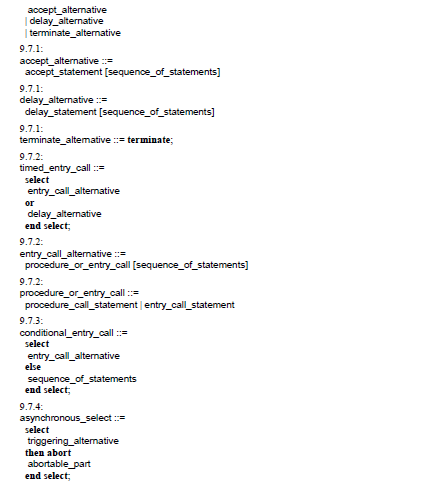 accept_alternative
| delay_alternative
| terminate_alternative
9.7.1:
accept_alternative ::=
accept_statement [sequence_of_statements]
9.7.1:
delay_alternative ::=
delay_statement [sequence_of_statements]
9.7.1:
terminate_alternative ::= terminate;
9.7.2:
timed_entry_call ::=
select
entry_call_alternative
or
delay_alternative
end select;
9.7.2:
entry_call_alternative ::=
procedure_or_entry_call [sequence_of_statements]
9.7.2:
procedure_or_entry_call ::=
procedure_call_statement | entry_call_statement
9.7.3:
conditional_entry_call ::=
select
entry_call_alternative
else
sequence_of_statements
end select;
9.7.4:
asynchronous_select ::=
select
triggering_alternative
then abort
abortable_part
end select;